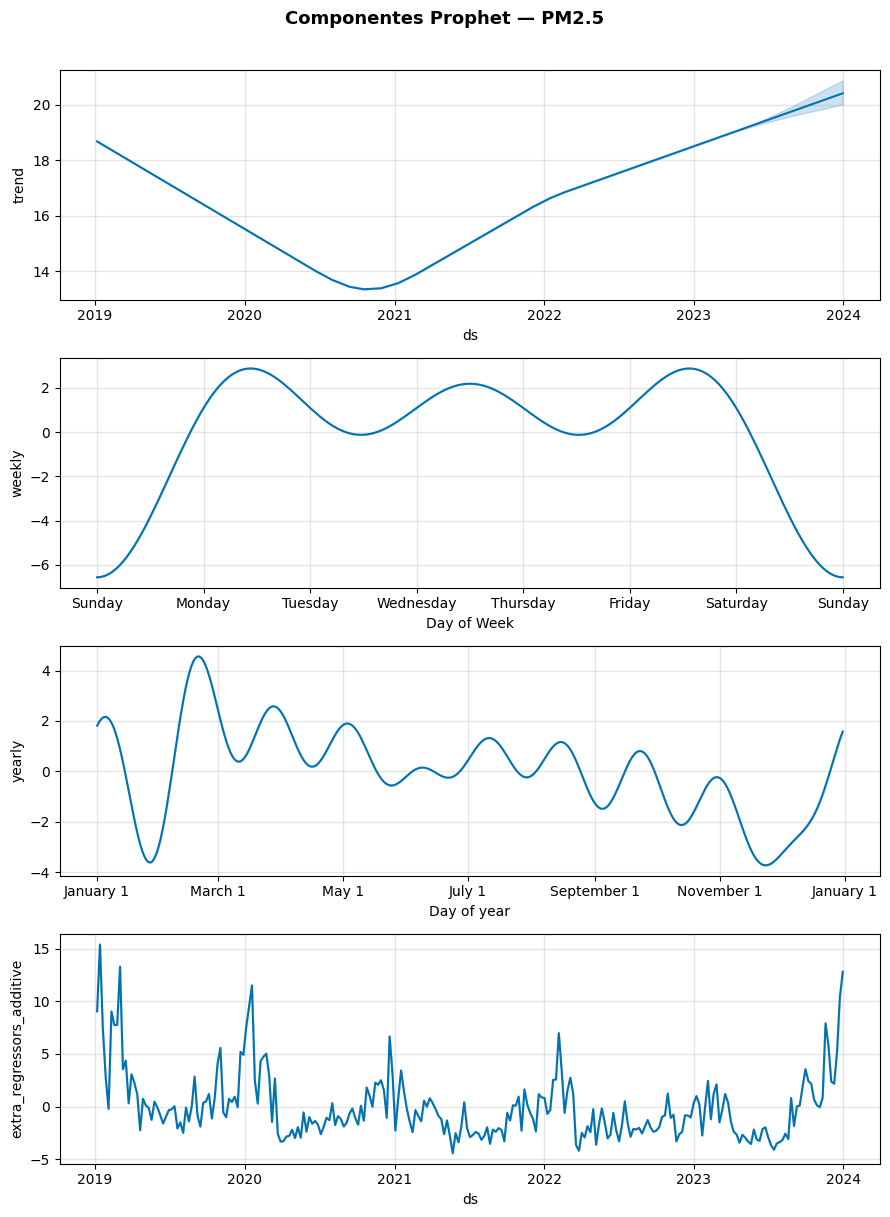 Componentes Prophet — PM2.5
trend
20
18
16
14
2019 2020 2021 2022 2023 2024
ds
weekly
2
0
−2
−4
−6
Sunday Monday Tuesday Wednesday Thursday Friday Saturday Sunday
Day of Week
yearly
4
2
0
−2
−4
January 1 March 1 May 1 July 1 September 1 November 1 January 1
Day of year
extra_regressors_additive
15
10
5
0
−5
2019 2020 2021 2022 2023 2024
ds